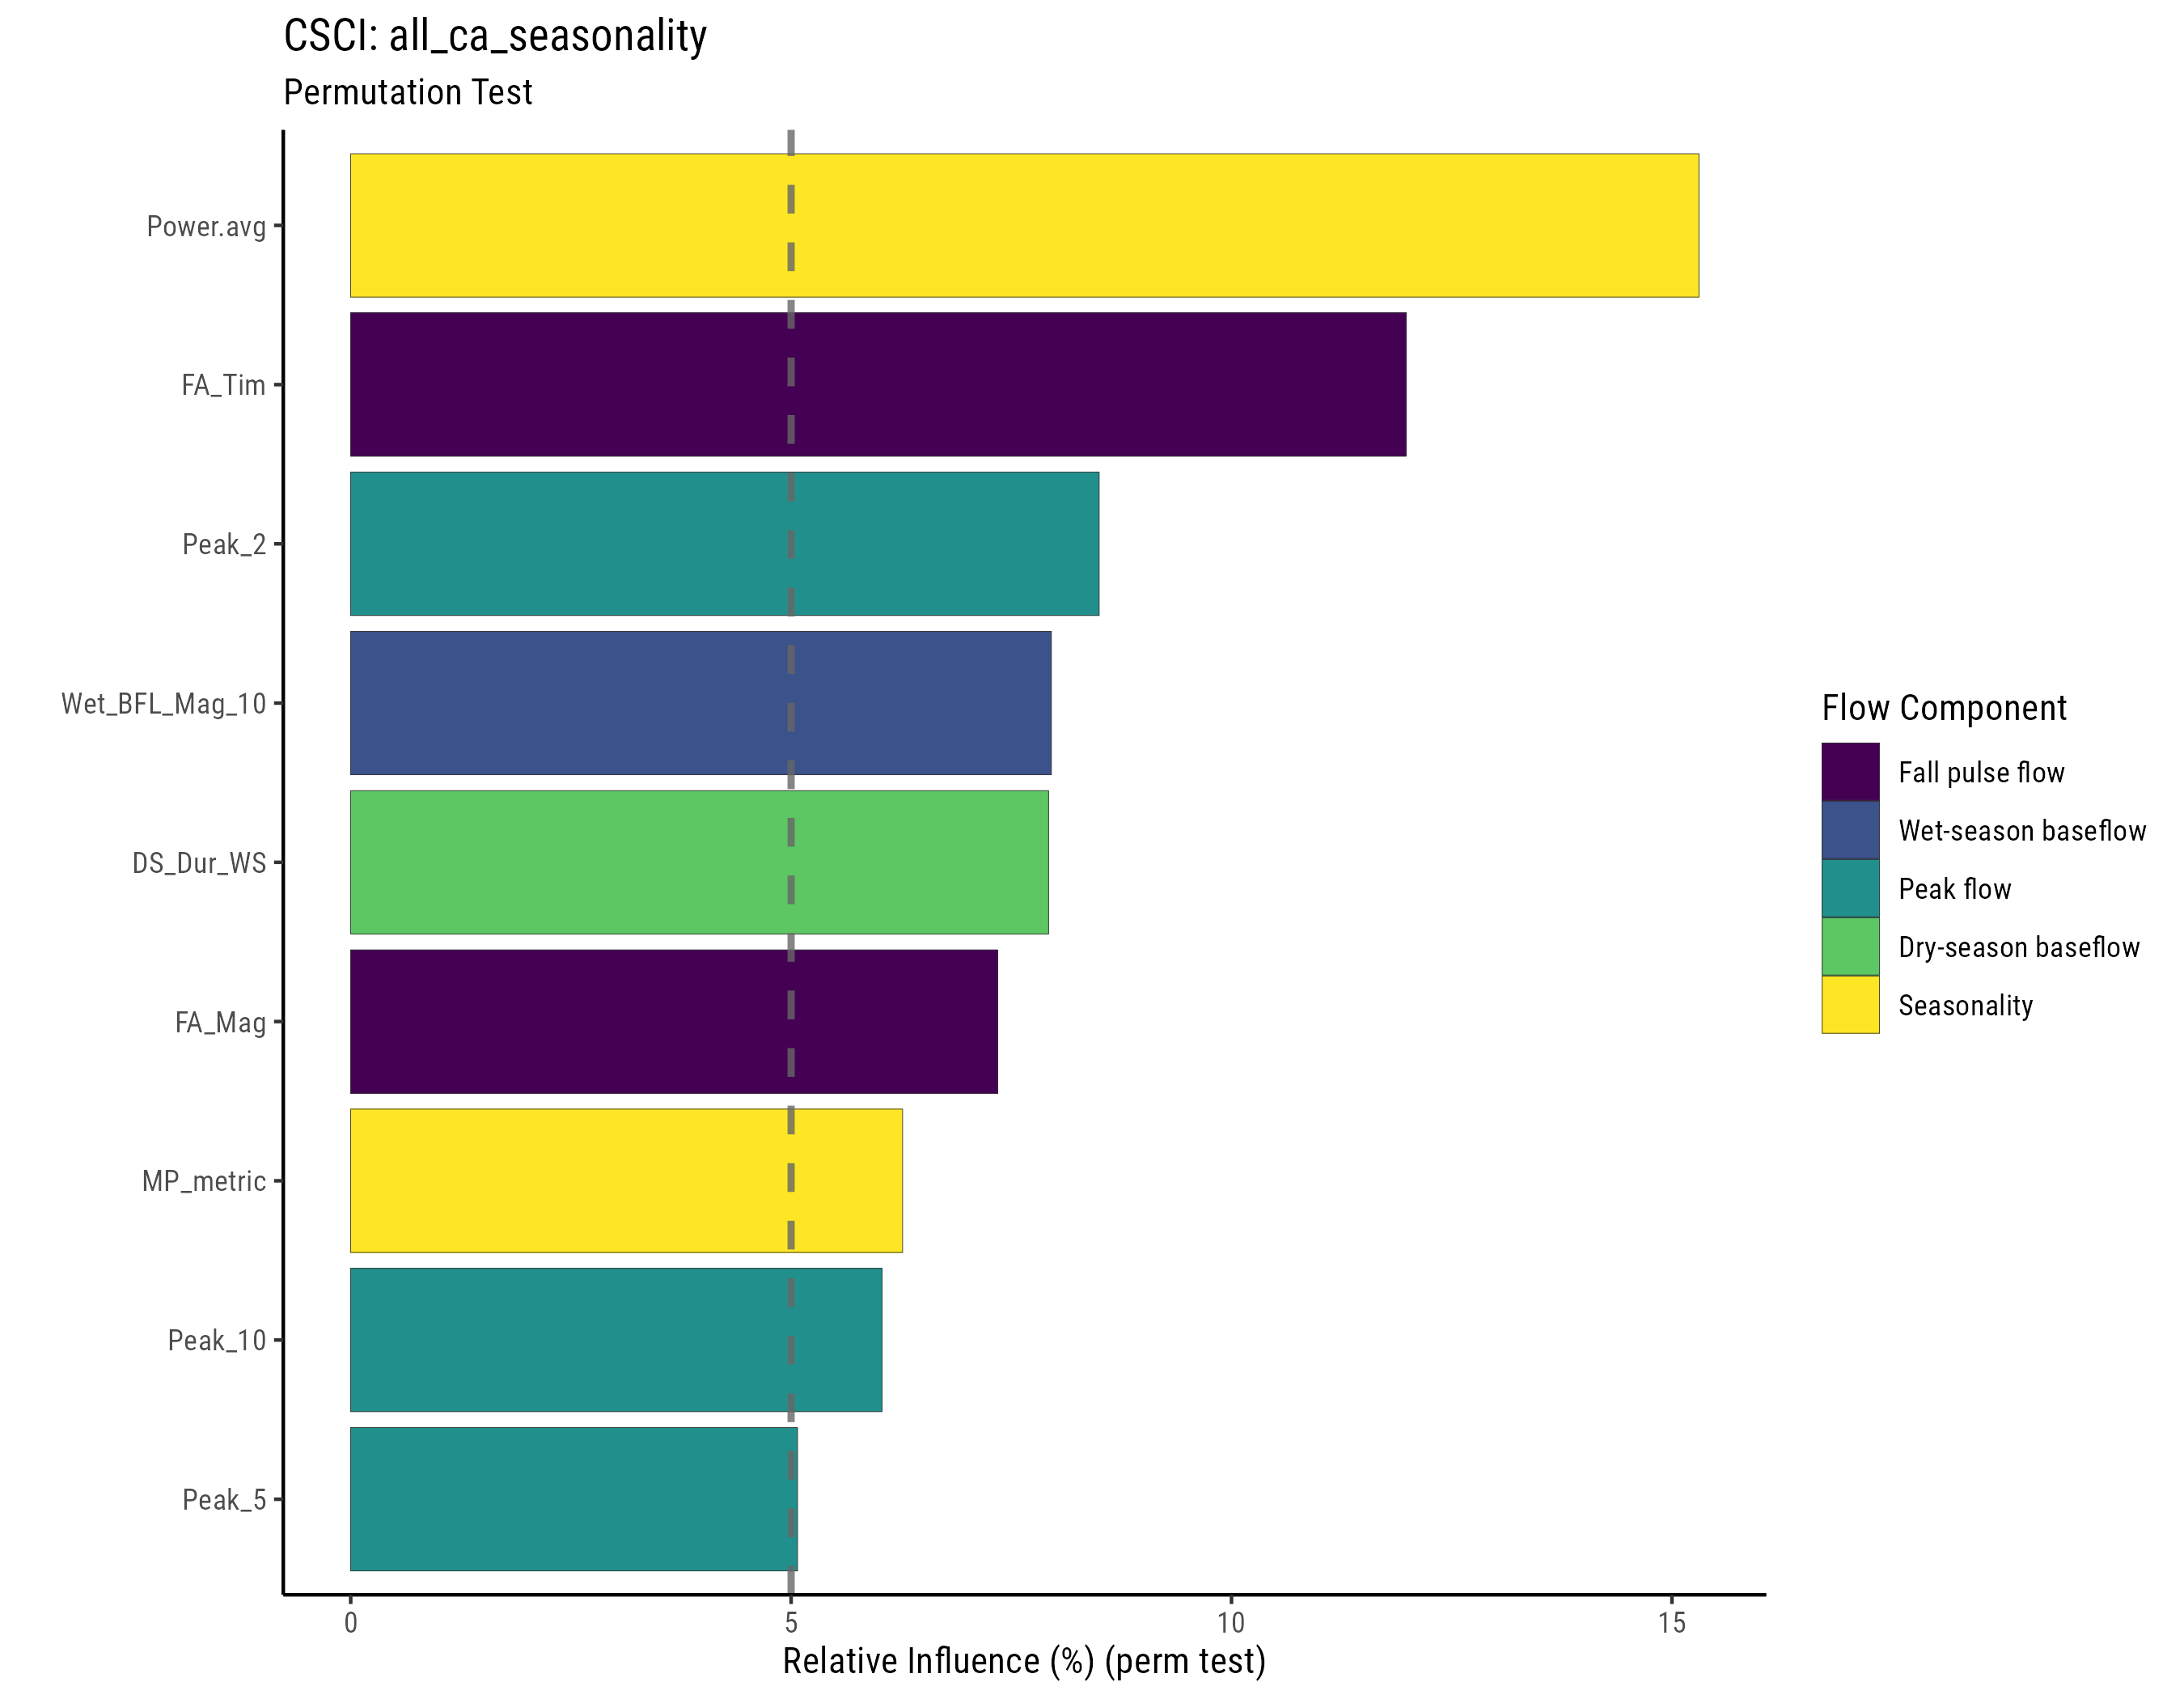 CSCI: all_ca_seasonality
Permutation Test
Power.avg
FA_Tim
Peak_2
Wet_BFL_Mag_10
DS_Dur_WS
FA_Mag
MP_metric
Peak_10
Peak_5
0 5 10 15
Relative Influence (%) (perm test)
Flow Component
Fall pulse flow
Wet-season baseflow
Peak flow
Dry-season baseflow
Seasonality